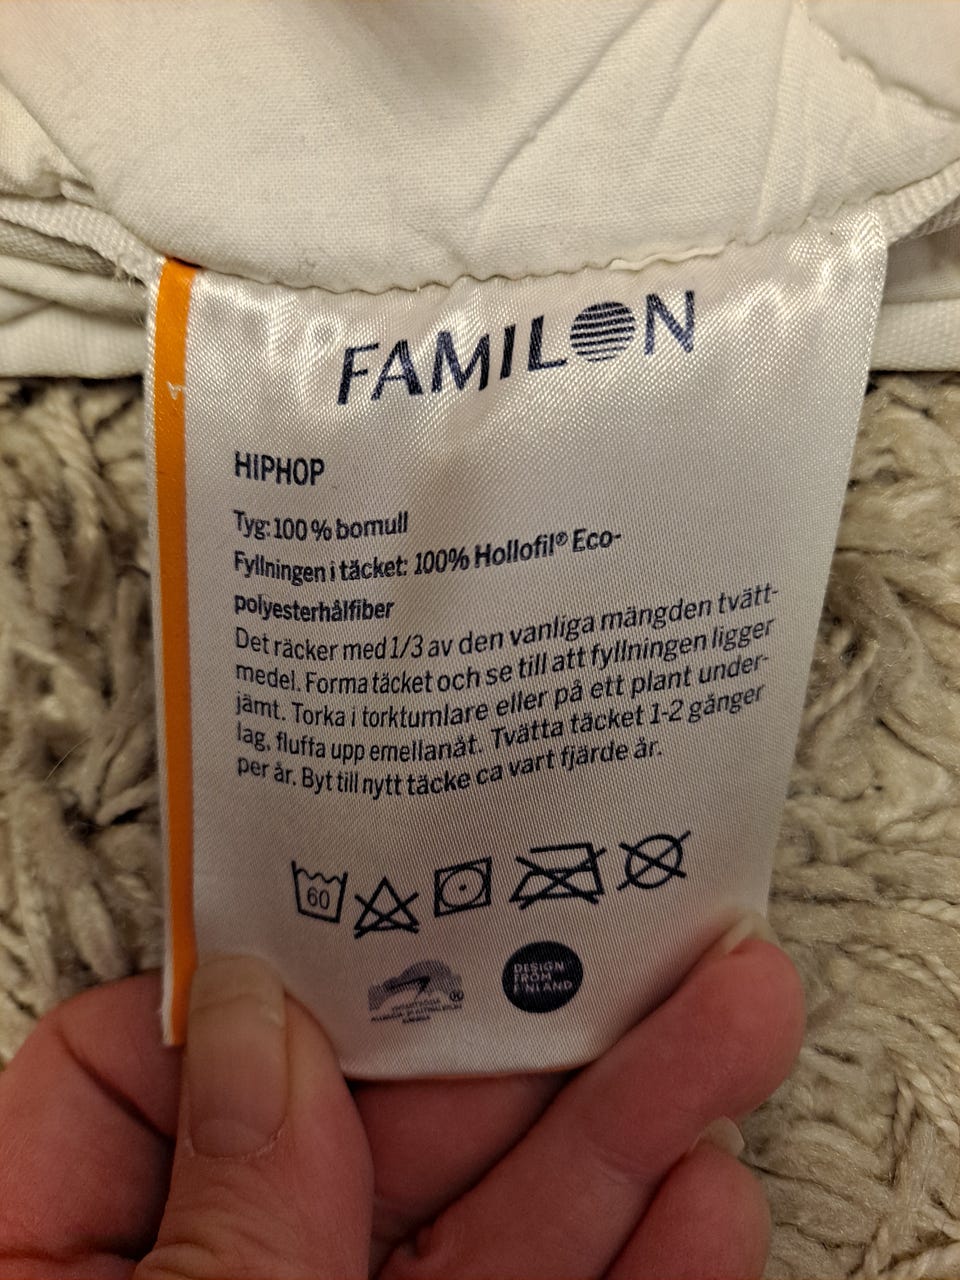 FAMILON
HIPHOP
Tyg: 100 % bomull
Fyllningen i täcket: 100% Hollofil® Eco-
polyesterhålfiber
Det räcker med 1/3 av den vanliga mängden tvätt-
medel. Forma täcket och se till att fyllningen ligger
jämt. Torka i torktumlare eller på ett plant under-
lag, fluffa upp emellanåt. Tvätta täcket 1-2 gånger
per år. Byt till nytt täcke ca vart fjärde år.
60
®
DESIGN
FROM
FINLAND